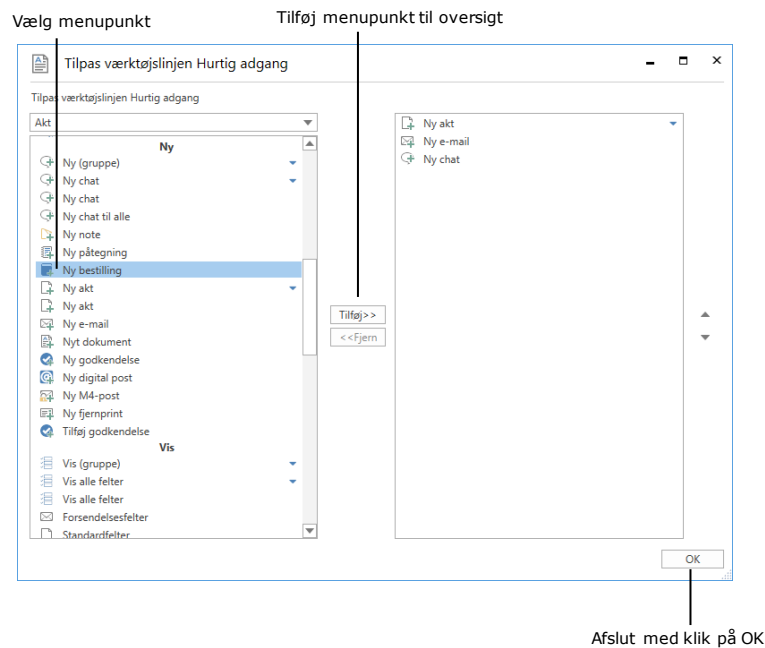 Vælg menupunkt
Tilføj menupunkt til oversigt
Tilpas værktøjslinjen Hurtig adgang
Tilpas værktøjslinjen Hurtig adgang
Akt
Ny
Ny (gruppe)
Ny chat
Ny chat
Ny chat til alle
Ny note
Ny påtegning
Ny bestilling
Ny akt
Ny akt
Ny e-mail
Nyt dokument
Ny godkendelse
Ny digital post
Ny M4-post
Ny fjernprint
Tilføj godkendelse
Vis
Vis (gruppe)
Vis alle felter
Vis alle felter
Forsendelsesfelter
Standardfelter
Tilføj>>
<<Fjern
Ny akt
Ny e-mail
Ny chat
OK
Afslut med klik på OK